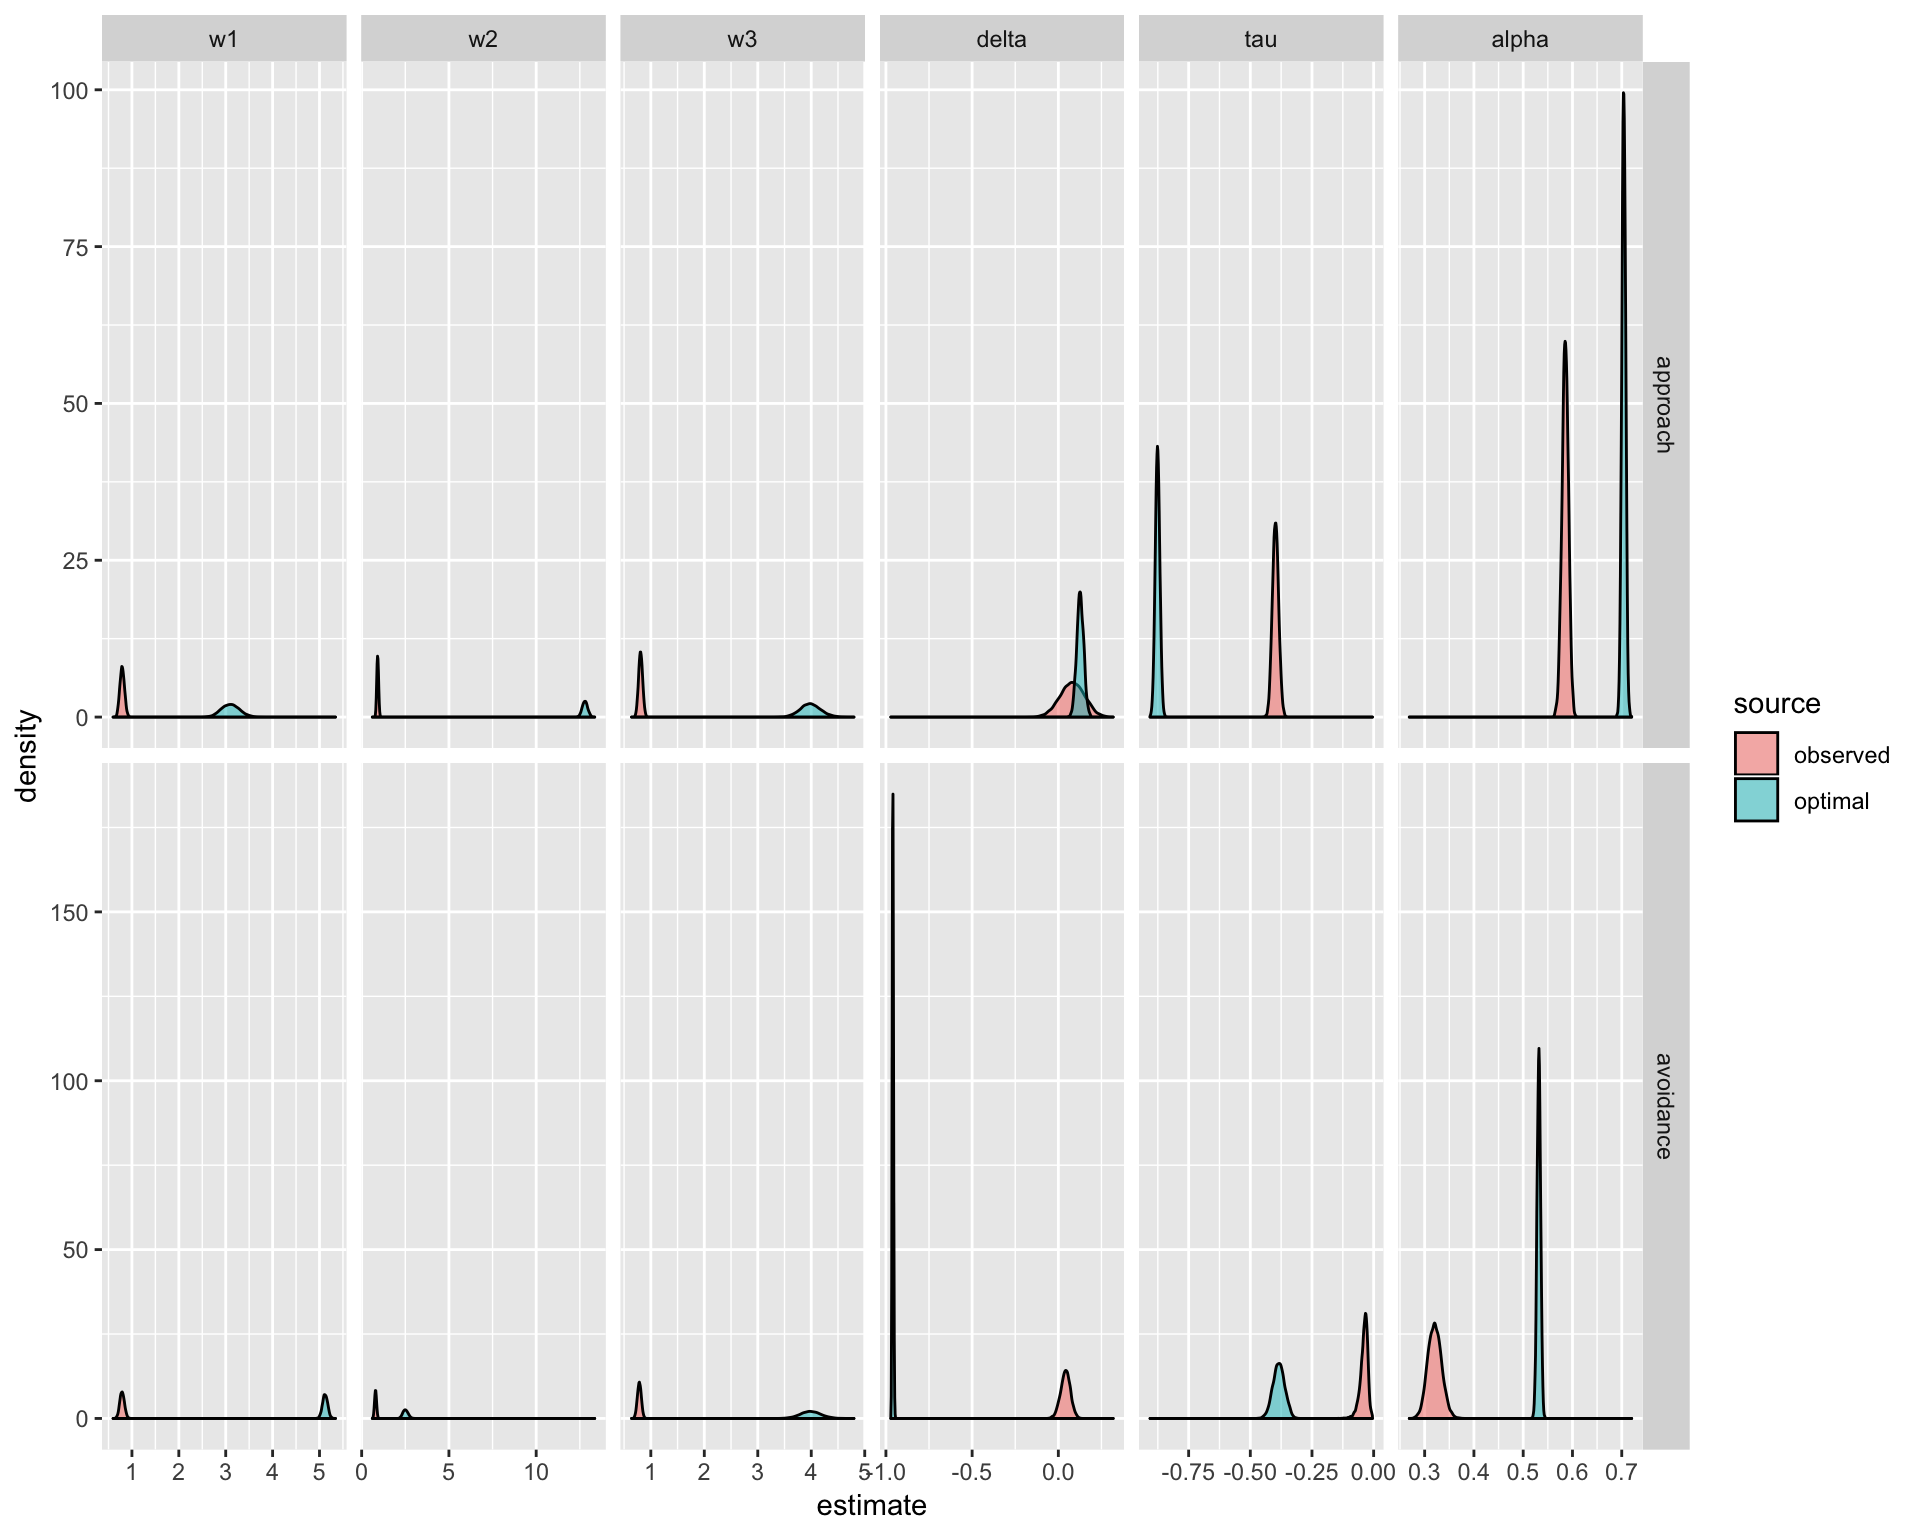 w1 w2 w3 delta tau alpha
100
75
50
25
0
approach
150
100
50
0
avoidance
density
1 2 3 4 5 0 5 10 1 2 3 4 5 -1.0 -0.5 0.0 -0.75 -0.50 -0.25 0.00 0.3 0.4 0.5 0.6 0.7
estimate
source
observed
optimal